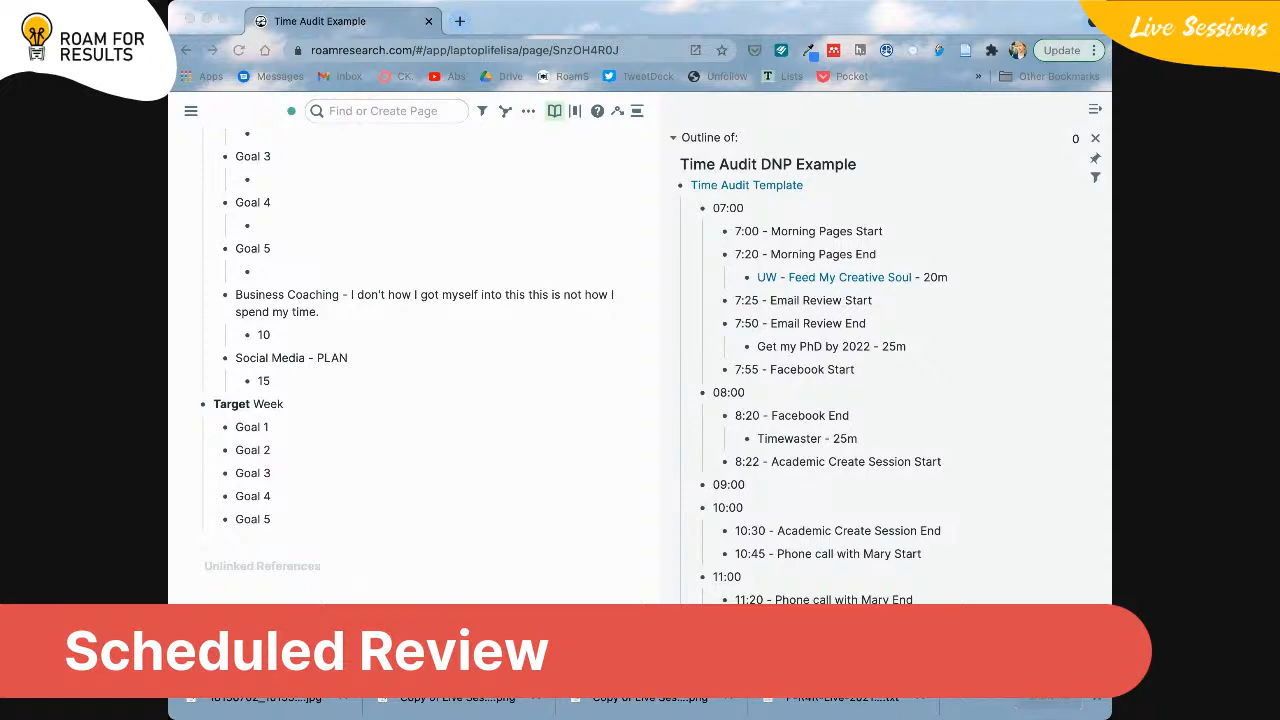 ROAM FOR
RESULTS
Time Audit Example
Live Sessions
roamresearch.com/#/app/laptoplifelisa/page/SnzOH4R0J
Update
Apps
Messages
Inbox
CK.
Abs
Drive
RoamS
TweetDeck
Unfollow
Lists
Pocket
»
Other Bookmarks
Find or Create Page
Goal 3
Goal 4
Goal 5
Business Coaching - I don't how I got myself into this this is not how I
spend my time.
10
Social Media - PLAN
15
Target Week
Goal 1
Goal 2
Goal 3
Goal 4
Goal 5
Unlinked References
Outline of:
0
Time Audit DNP Example
Time Audit Template
07:00
7:00 - Morning Pages Start
7:20 - Morning Pages End
UW - Feed My Creative Soul - 20m
7:25 - Email Review Start
7:50 - Email Review End
Get my PhD by 2022 - 25m
7:55 - Facebook Start
08:00
8:20 - Facebook End
Timewaster - 25m
8:22 - Academic Create Session Start
09:00
10:00
10:30 - Academic Create Session End
10:45 - Phone call with Mary Start
11:00
11:20 - Phone call with Mary End
Scheduled Review